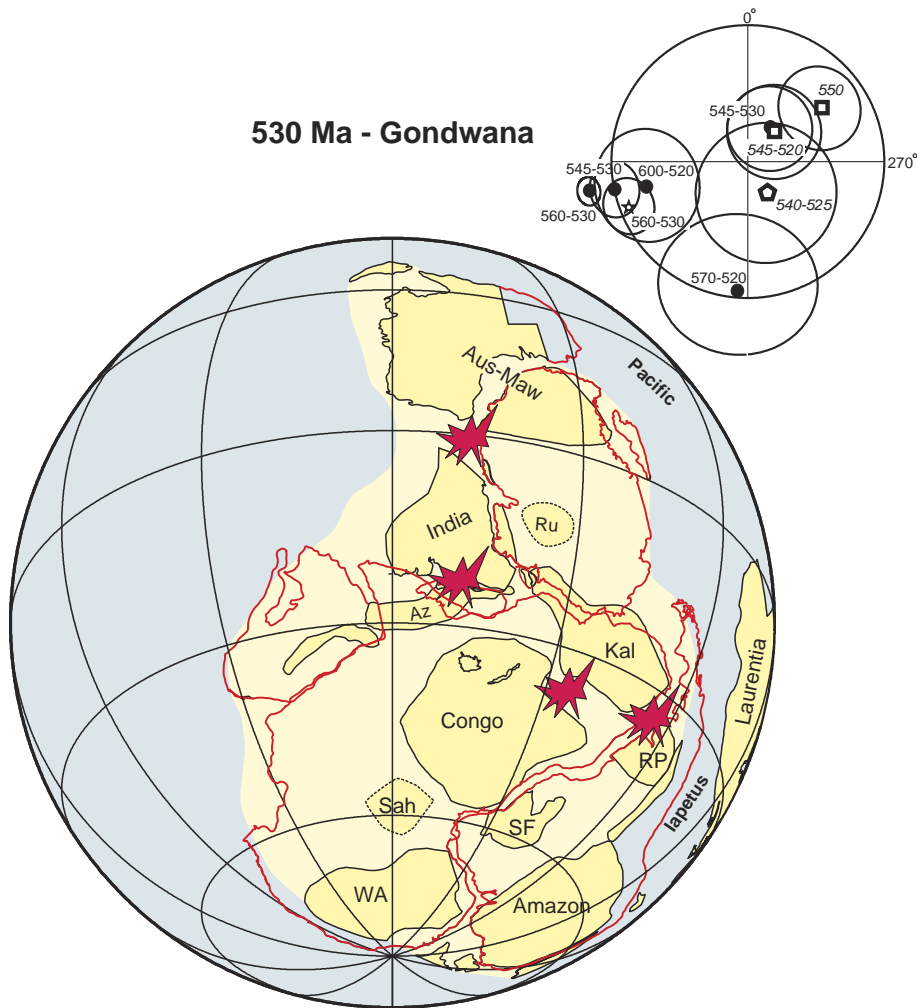 0°
530 Ma - Gondwana
550
545-530
545-520
270°
545-530
600-520
560-530
560-530
540-525
570-520
Aus-Maw
Pacific
India
Ru
Az
Kal
Laurentia
Congo
RP
Iapetus
Sah
SF
WA
Amazon